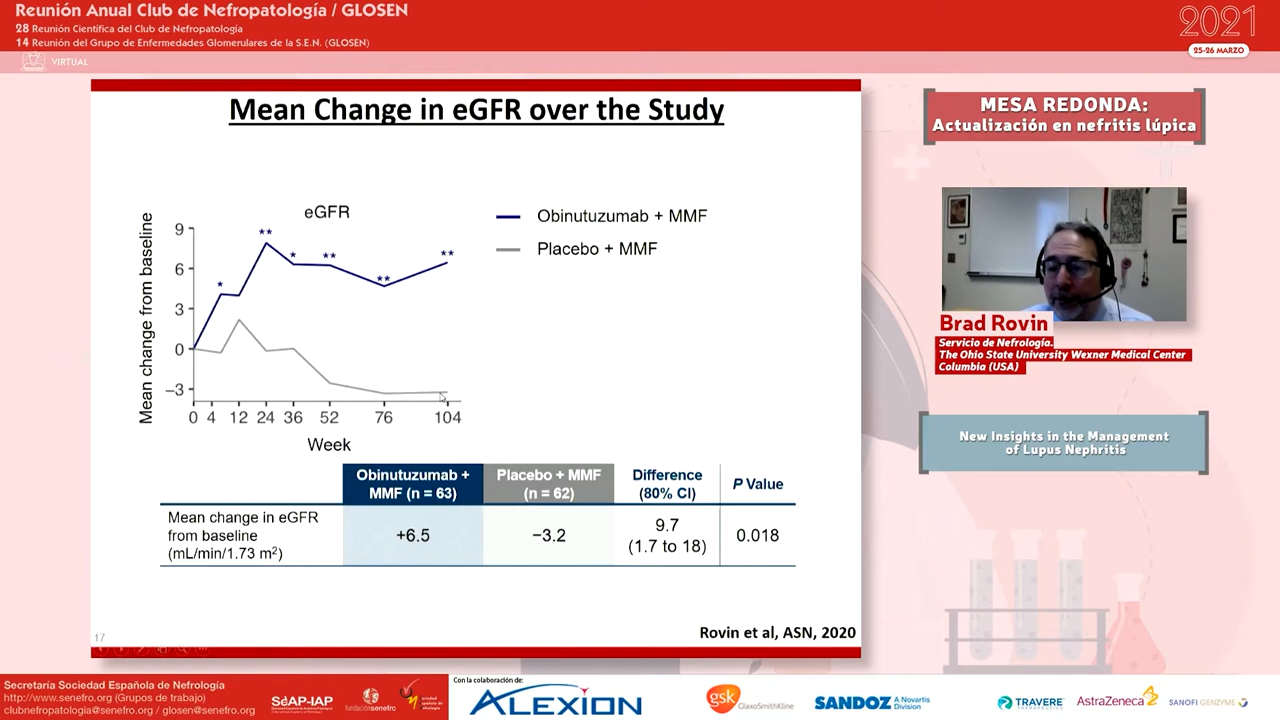 Reunión Anual Club de Nefropatología / GLOSEN
28 Reunión Científica del Club de Nefropatología
14 Reunión del Grupo de Enfermedades Glomerulares de la S.E.N. (GLOSEN)
2021
25-26 MARZO
VIRTUAL
Mean Change in eGFR over the Study
eGFR
Mean change from baseline
9
6
3
0
−3
* ** * ** ** **
0 4 12 24 36 52 76 104
Week
Obinutuzumab + MMF
Placebo + MMF
Obinutuzumab + MMF (n = 63)
Placebo + MMF (n = 62)
Difference (80% CI)
P Value
Mean change in eGFR
from baseline
(mL/min/1.73 m²)
+6.5
−3.2
9.7
(1.7 to 18)
0.018
Rovin et al, ASN, 2020
17
MESA REDONDA:
Actualización en nefritis lúpica
Brad Rovin
Servicio de Nefrología.
The Ohio State University Wexner Medical Center
Columbia (USA)
New Insights in the Management
of Lupus Nephritis
Secretaría Sociedad Española de Nefrología
http://www.senefro.org (Grupos de trabajo)
clubnefropatologia@senefro.org / glosen@senefro.org
SEAP-IAP
fundaciónsenefro
Con la colaboración de:
ALEXION
gsk
GlaxoSmithKline
SANDOZ
A Novartis
Division
TRAVERE
AstraZeneca
SANOFI GENZYME